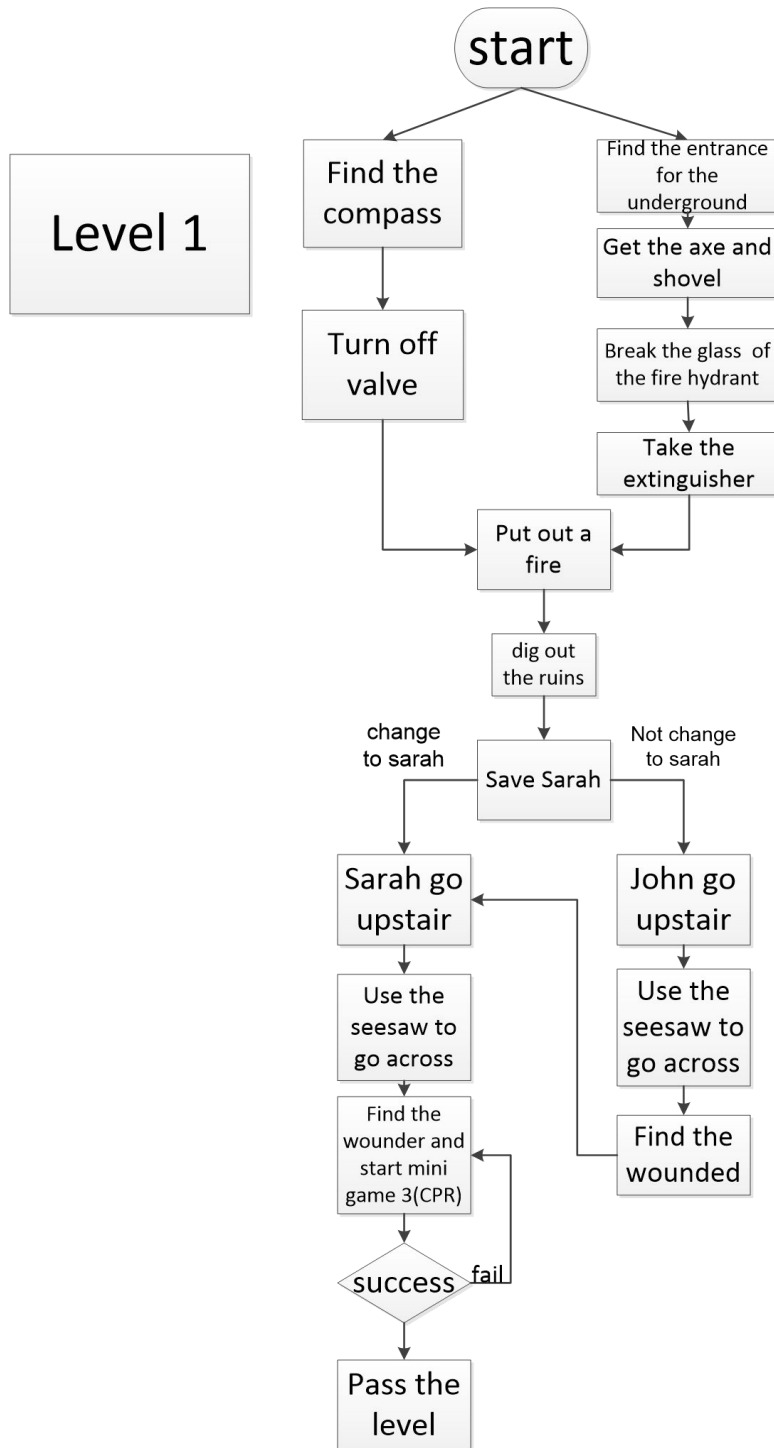 start
Level 1
Find the
compass
Find the entrance
for the
underground
Get the axe and
shovel
Turn off
valve
Break the glass  of
the fire hydrant
Take the
extinguisher
Put out a
fire
dig out
the ruins
change
to sarah
Not change
to sarah
Save Sarah
Sarah go
upstair
John go
upstair
Use the
seesaw to
go across
Use the
seesaw to
go across
Find the
wounder and
start mini
game 3(CPR)
Find the
wounded
success
fail
Pass the
level